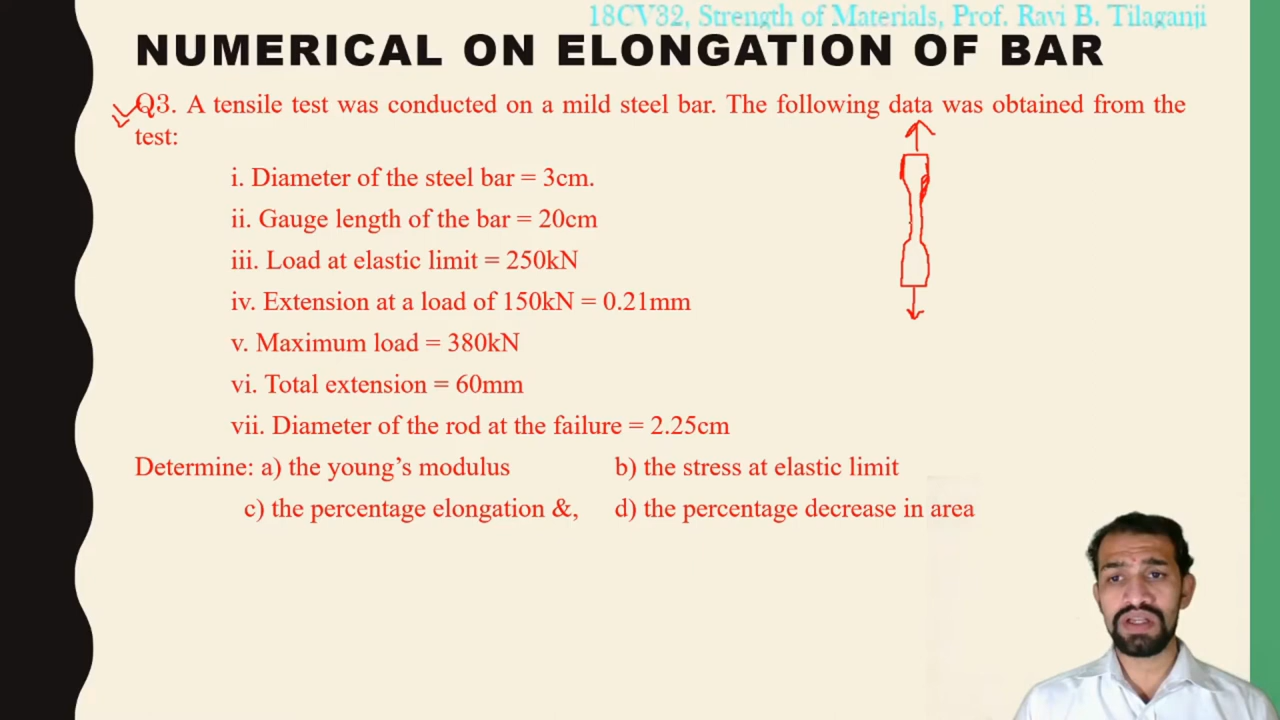 18CV32, Strength of Materials, Prof. Ravi B. Tilaganji
NUMERICAL ON ELONGATION OF BAR
Q3. A tensile test was conducted on a mild steel bar. The following data was obtained from the
test:
i. Diameter of the steel bar = 3cm.
ii. Gauge length of the bar = 20cm
iii. Load at elastic limit = 250kN
iv. Extension at a load of 150kN = 0.21mm
v. Maximum load = 380kN
vi. Total extension = 60mm
vii. Diameter of the rod at the failure = 2.25cm
Determine: a) the young’s modulus b) the stress at elastic limit
c) the percentage elongation &, d) the percentage decrease in area